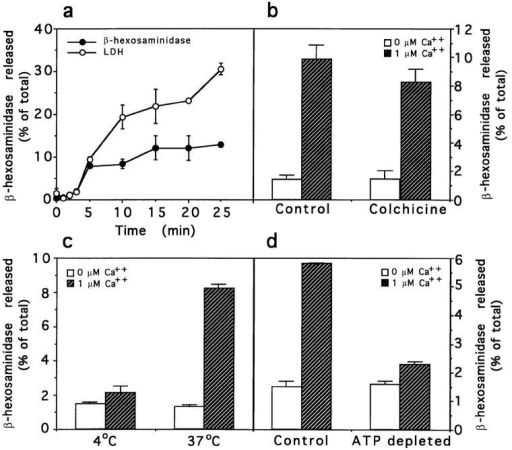 a
β-hexosaminidase released
(% of total)
40
30
20
10
0
β-hexosaminidase
LDH
0
5
10
15
20
25
Time (min)
b
0 µM Ca++
1 µM Ca++
12
10
8
6
4
2
0
β-hexosaminidase released
(% of total)
Control
Colchicine
c
β-hexosaminidase released
(% of total)
10
8
6
4
2
0
0 µM Ca++
1 µM Ca++
4°C
37°C
d
0 µM Ca++
1 µM Ca++
6
5
4
3
2
1
0
β-hexosaminidase released
(% of total)
Control
ATP depleted